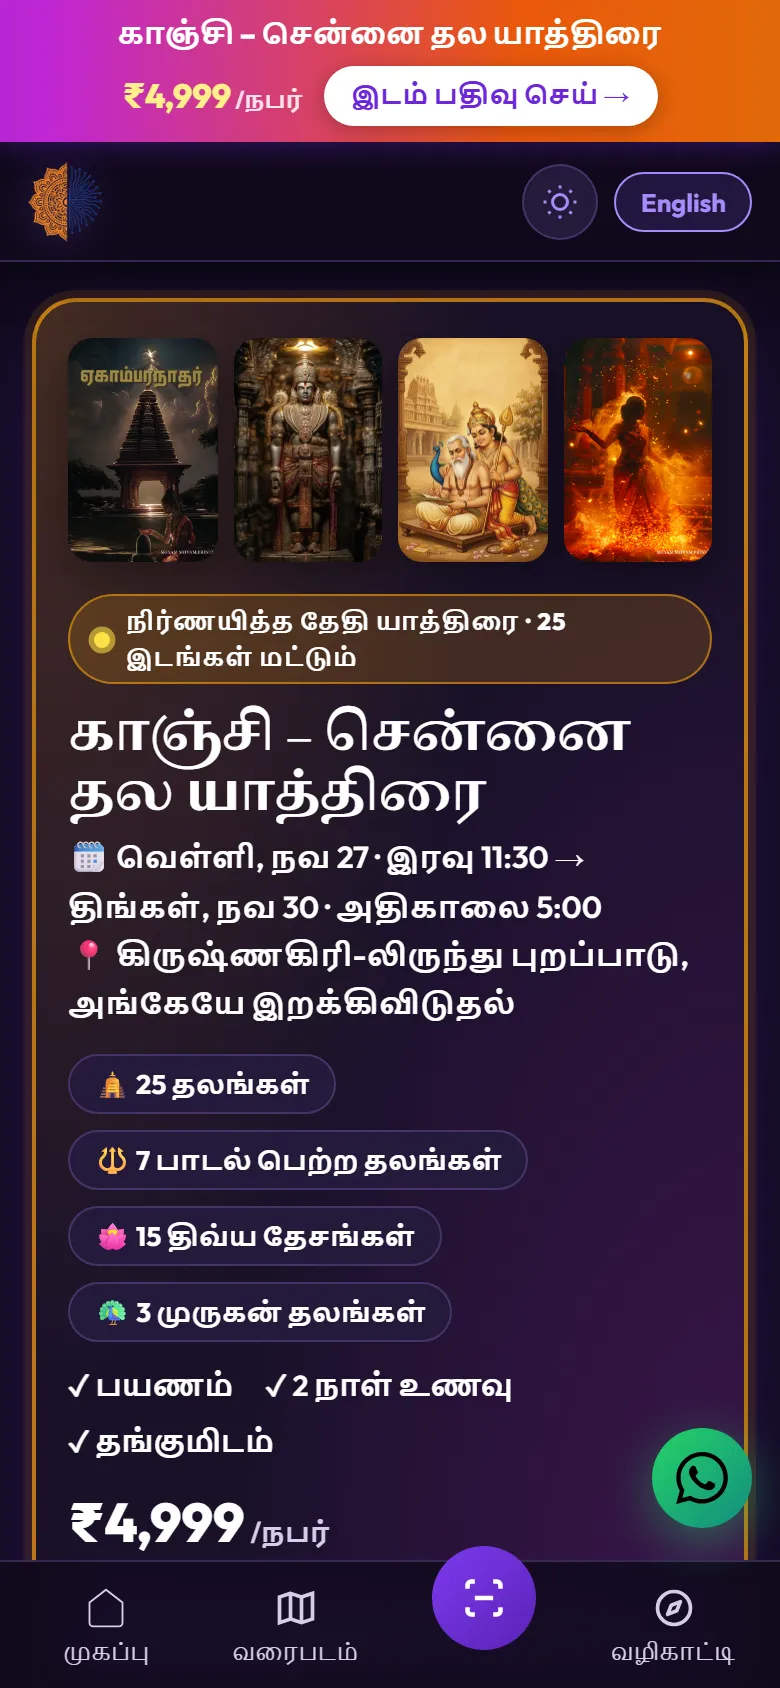 காஞ்சி – சென்னை தல யாத்திரை
₹4,999 /நபர்
இடம் பதிவு செய் →
English
ஏகாம்பரநாதர்
நிர்ணயித்த தேதி யாத்திரை · 25
இடங்கள் மட்டும்
காஞ்சி – சென்னை
தல யாத்திரை
🗓️ வெள்ளி, நவ 27 · இரவு 11:30 →
திங்கள், நவ 30 · அதிகாலை 5:00
📍 கிருஷ்ணகிரி-லிருந்து புறப்பாடு,
அங்கேயே இறக்கிவிடுதல்
🛕 25 தலங்கள்
🔱 7 பாடல் பெற்ற தலங்கள்
🪷 15 திவ்ய தேசங்கள்
🦚 3 முருகன் தலங்கள்
✓ பயணம் ✓ 2 நாள் உணவு
✓ தங்குமிடம்
₹4,999 /நபர்
முகப்பு
வரைபடம்
வழிகாட்டி